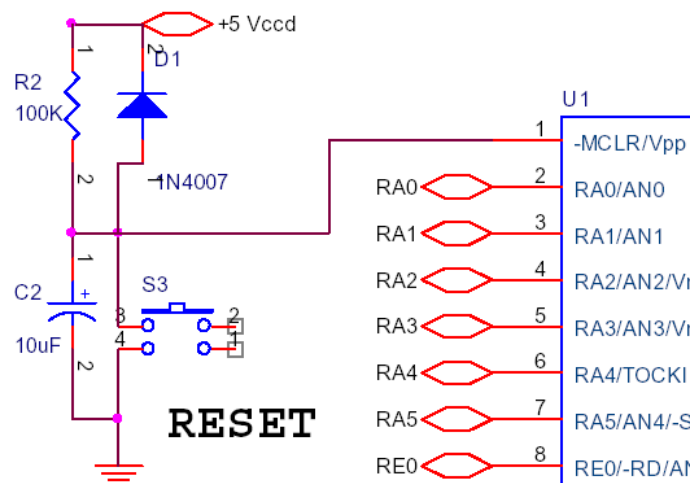 +5 Vccd
1
2
D1
R2
100K
U1
2
1
1N4007
1
-MCLR/Vpp
RA0
2
RA0/AN0
RA1
3
RA1/AN1
1
S3
RA2
4
RA2/AN2/Vr
C2
+
10uF
3
2
4
1
RA3
5
RA3/AN3/Vr
2
RA4
6
RA4/TOCKI
RESET
RA5
7
RA5/AN4/-S
RE0
8
RE0/-RD/AN